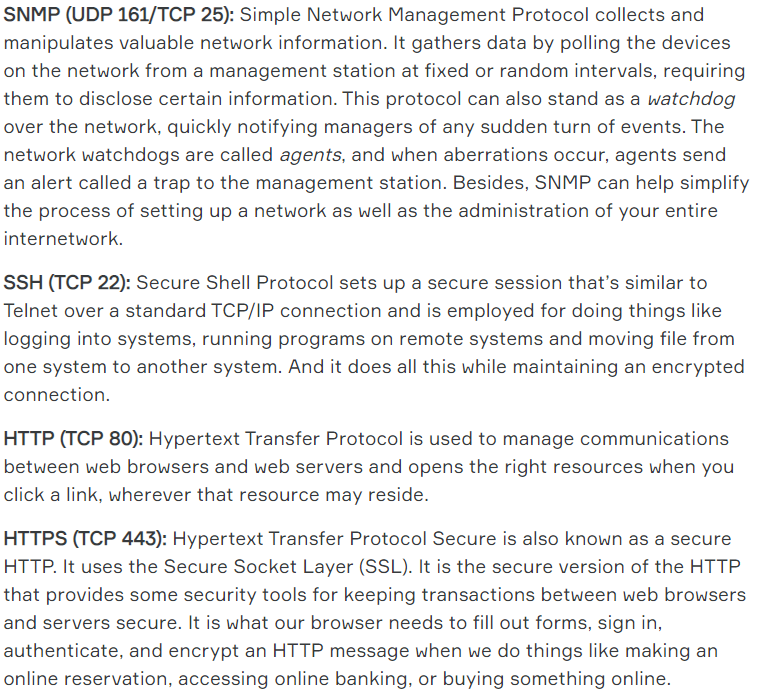 SNMP (UDP 161/TCP 25): Simple Network Management Protocol collects and
manipulates valuable network information. It gathers data by polling the devices
on the network from a management station at fixed or random intervals, requiring
them to disclose certain information. This protocol can also stand as a watchdog
over the network, quickly notifying managers of any sudden turn of events. The
network watchdogs are called agents, and when aberrations occur, agents send
an alert called a trap to the management station. Besides, SNMP can help simplify
the process of setting up a network as well as the administration of your entire
internetwork.
SSH (TCP 22): Secure Shell Protocol sets up a secure session that’s similar to
Telnet over a standard TCP/IP connection and is employed for doing things like
logging into systems, running programs on remote systems and moving file from
one system to another system. And it does all this while maintaining an encrypted
connection.
HTTP (TCP 80): Hypertext Transfer Protocol is used to manage communications
between web browsers and web servers and opens the right resources when you
click a link, wherever that resource may reside.
HTTPS (TCP 443): Hypertext Transfer Protocol Secure is also known as a secure
HTTP. It uses the Secure Socket Layer (SSL). It is the secure version of the HTTP
that provides some security tools for keeping transactions between web browsers
and servers secure. It is what our browser needs to fill out forms, sign in,
authenticate, and encrypt an HTTP message when we do things like making an
online reservation, accessing online banking, or buying something online.